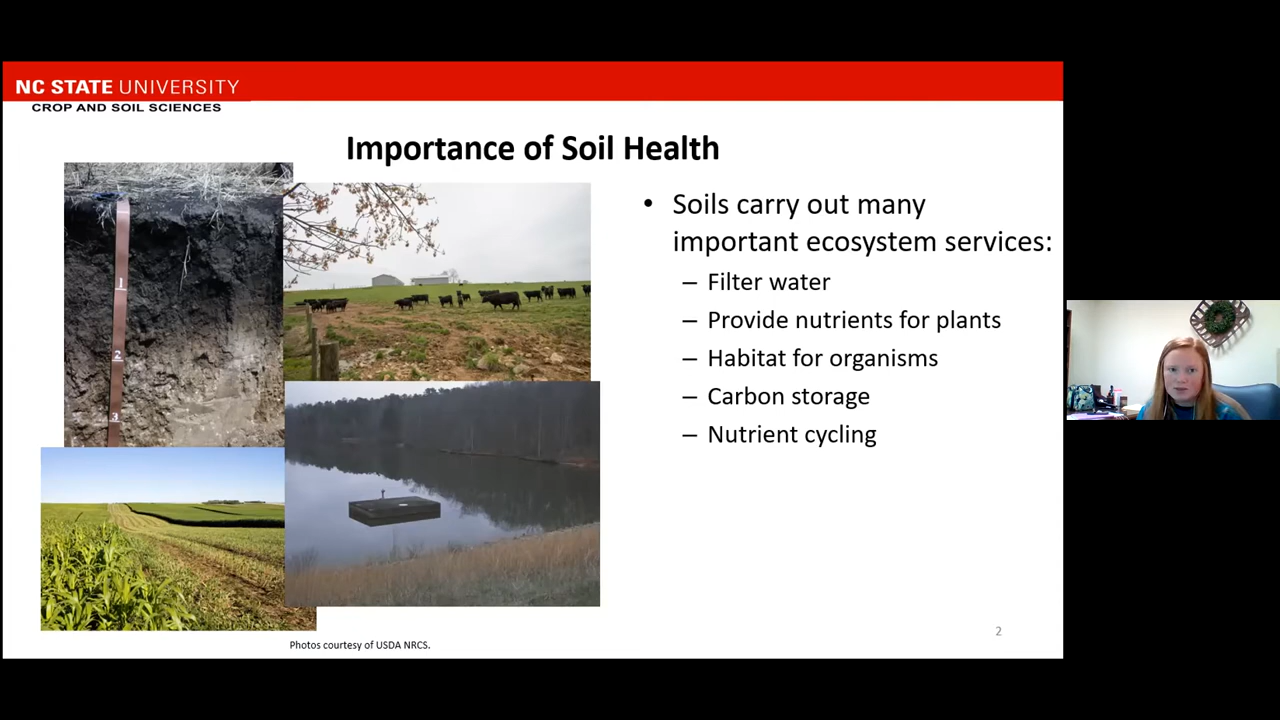 NC STATE UNIVERSITY
CROP AND SOIL SCIENCES
Importance of Soil Health
1
2
3
• Soils carry out many
important ecosystem services:
– Filter water
– Provide nutrients for plants
– Habitat for organisms
– Carbon storage
– Nutrient cycling
Photos courtesy of USDA NRCS.
2